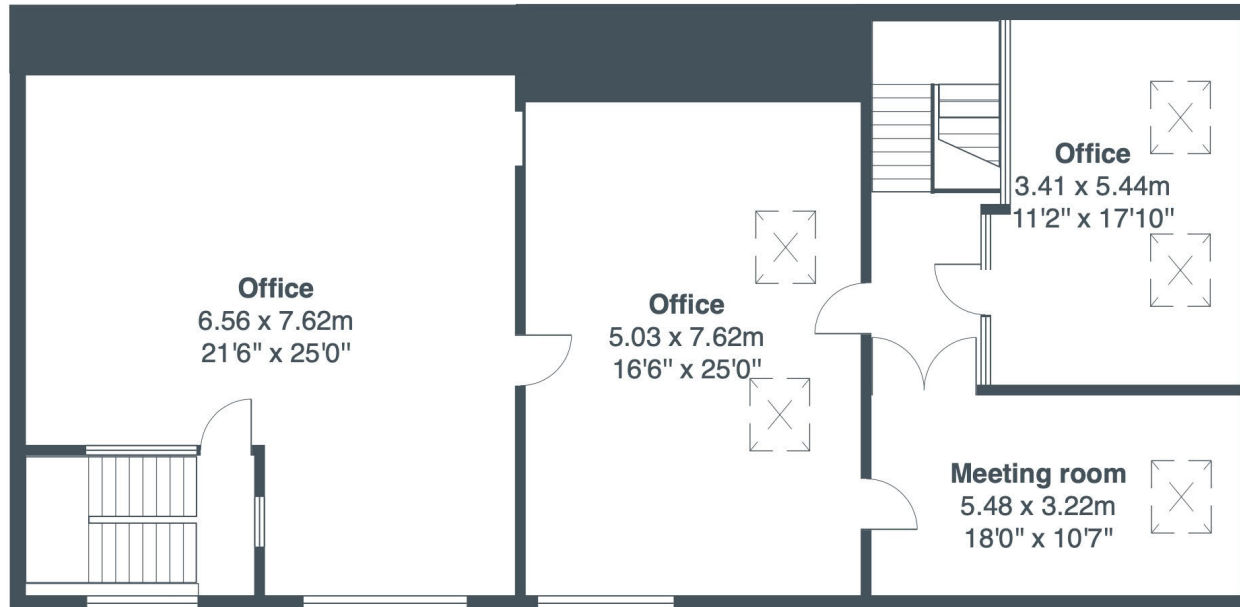 Office
6.56 x 7.62m
21'6" x 25'0"
Office
5.03 x 7.62m
16'6" x 25'0"
Office
3.41 x 5.44m
11'2" x 17'10"
Meeting room
5.48 x 3.22m
18'0" x 10'7"